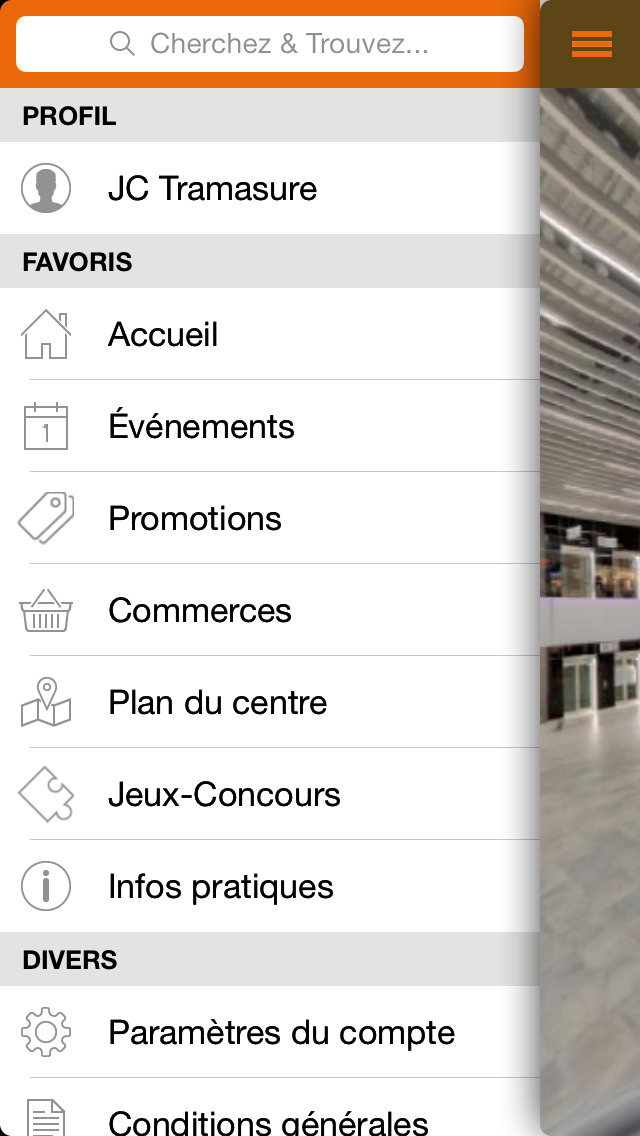 Cherchez & Trouvez...
PROFIL
JC Tramasure
FAVORIS
Accueil
1
Événements
Promotions
Commerces
Plan du centre
Jeux-Concours
Infos pratiques
DIVERS
Paramètres du compte
Conditions générales